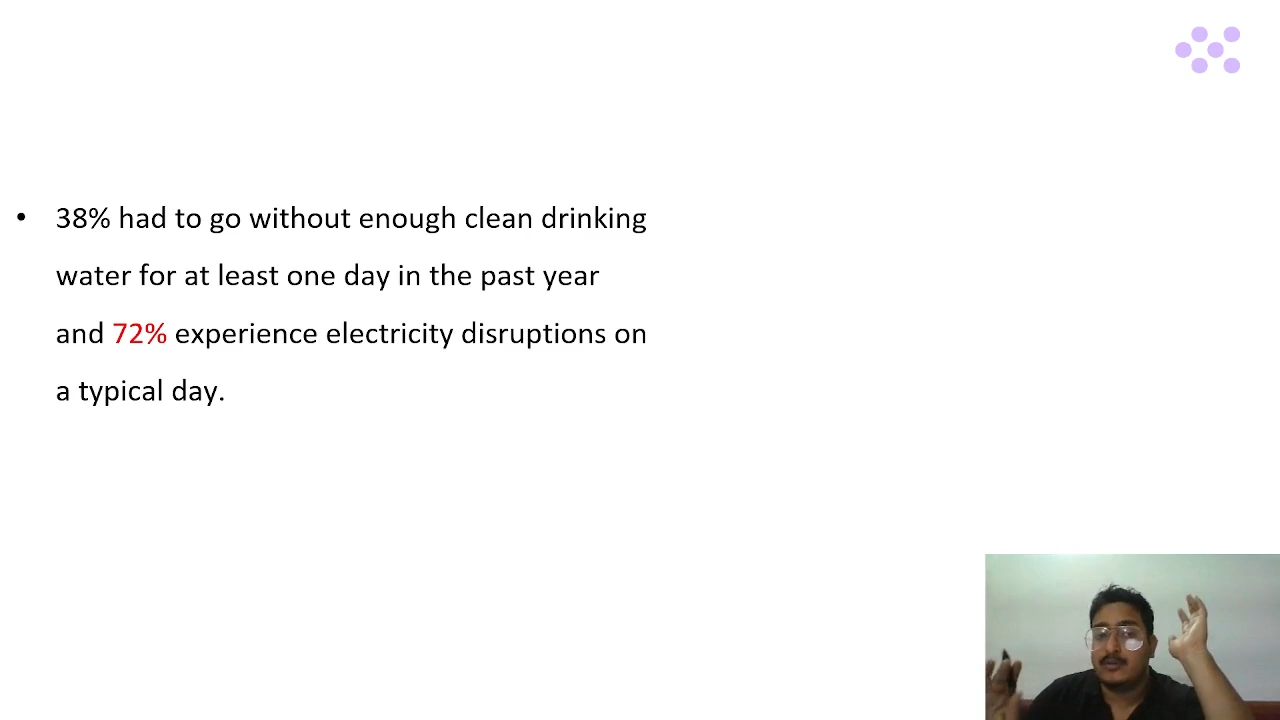 • 38% had to go without enough clean drinking
water for at least one day in the past year
and 72% experience electricity disruptions on
a typical day.